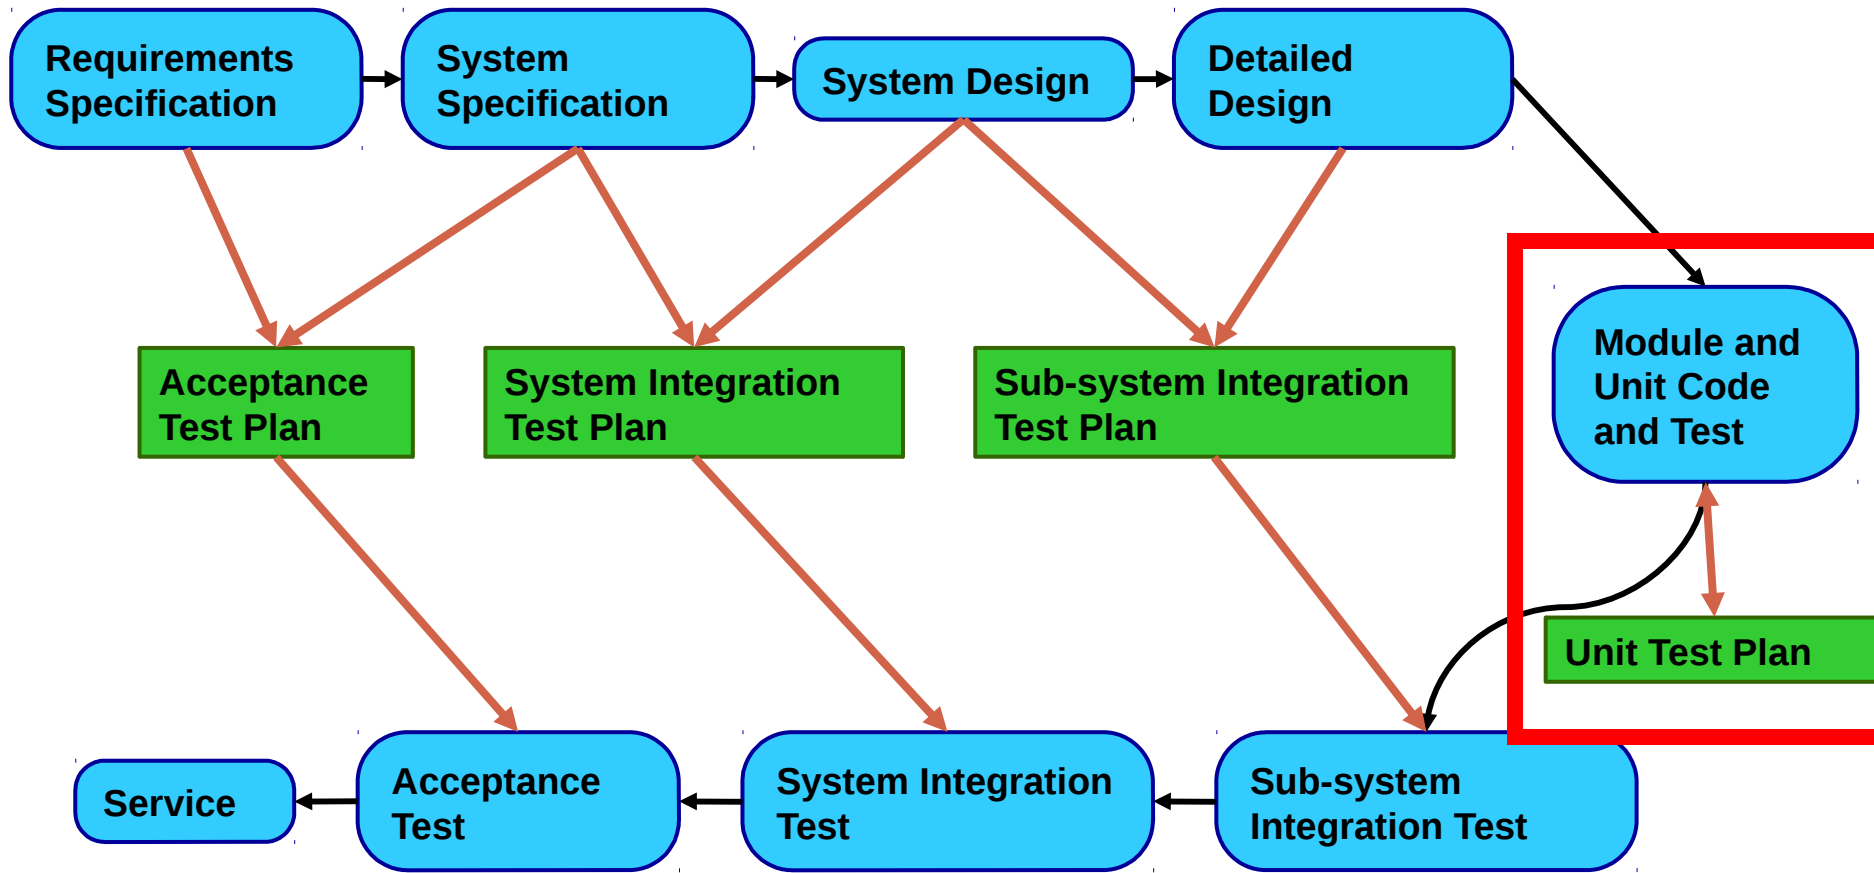 Requirements
Specification
System
Specification
System Design
Detailed
Design
Acceptance
Test Plan
System Integration
Test Plan
Sub-system Integration
Test Plan
Module and
Unit Code
and Test
Unit Test Plan
Service
Acceptance
Test
System Integration
Test
Sub-system
Integration Test